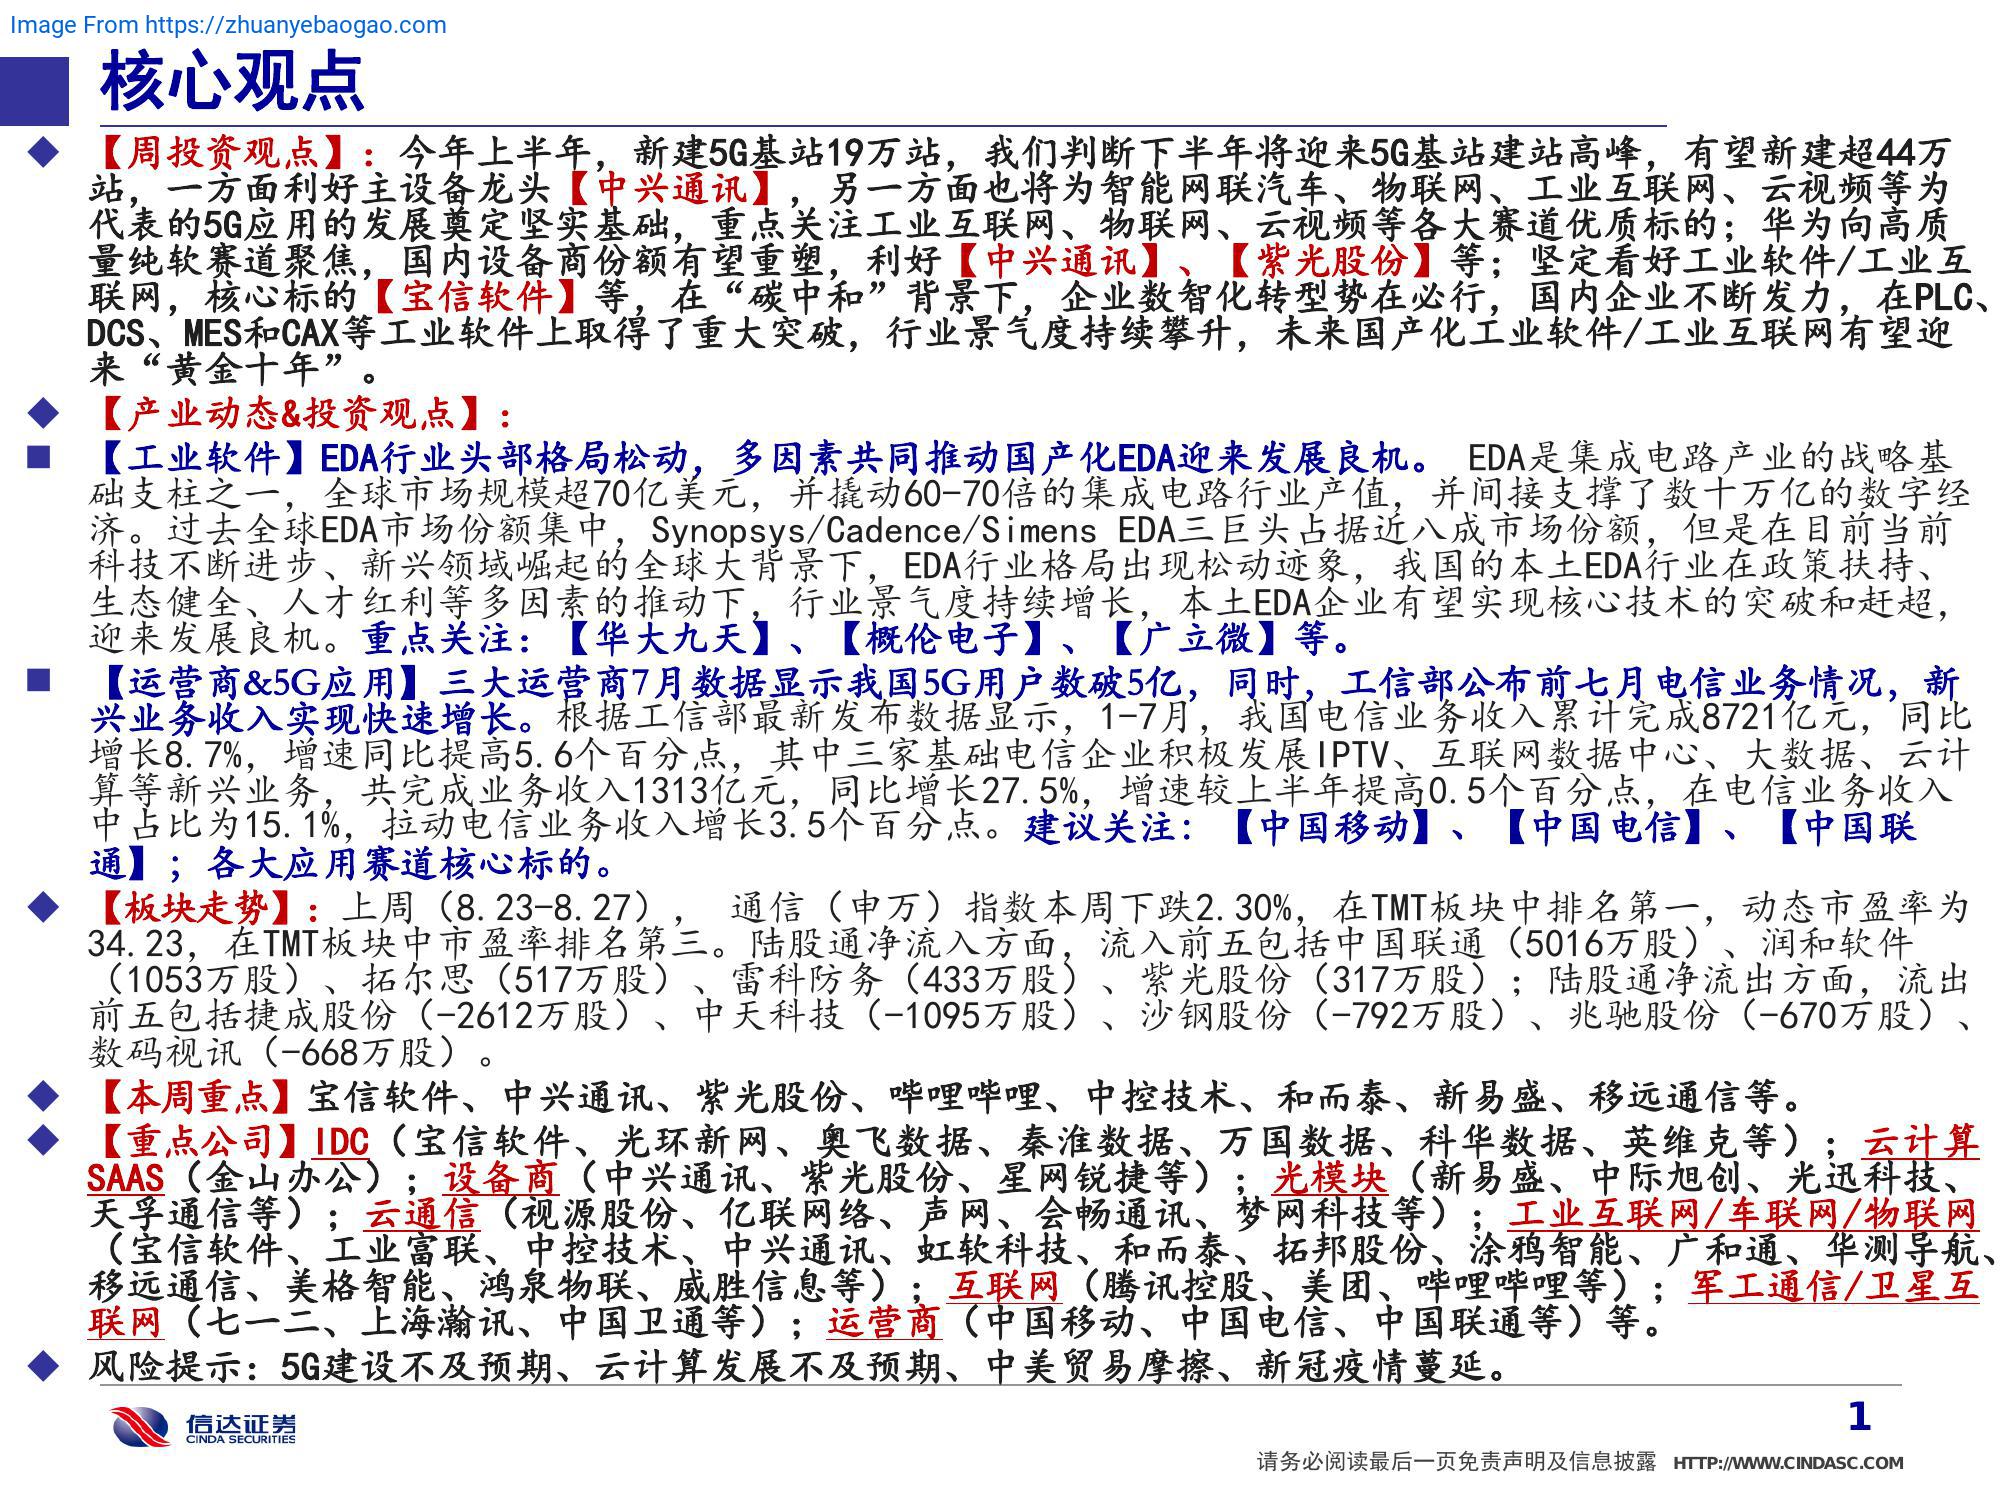 Image From https://zhuanyebaogao.com
核心观点
【周投资观点】：今年上半年，新建5G基站19万站，我们判断下半年将迎来5G基站建站高峰，有望新建超44万
站，一方面利好主设备龙头【中兴通讯】，另一方面也将为智能网联汽车、物联网、工业互联网、云视频等为
代表的5G应用的发展奠定坚实基础，重点关注工业互联网、物联网、云视频等各大赛道优质标的；华为向高质
量纯软赛道聚焦，国内设备商份额有望重塑，利好【中兴通讯】、【紫光股份】等；坚定看好工业软件/工业互
联网，核心标的【宝信软件】等，在“碳中和”背景下，企业数智化转型势在必行，国内企业不断发力，在PLC、
DCS、MES和CAX等工业软件上取得了重大突破，行业景气度持续攀升，未来国产化工业软件/工业互联网有望迎
来“黄金十年”。
【产业动态&投资观点】：
【工业软件】EDA行业头部格局松动，多因素共同推动国产化EDA迎来发展良机。 EDA是集成电路产业的战略基
础支柱之一，全球市场规模超70亿美元，并撬动60-70倍的集成电路行业产值，并间接支撑了数十万亿的数字经
济。过去全球EDA市场份额集中，Synopsys/Cadence/Simens EDA三巨头占据近八成市场份额，但是在目前当前
科技不断进步、新兴领域崛起的全球大背景下，EDA行业格局出现松动迹象，我国的本土EDA行业在政策扶持、
生态健全、人才红利等多因素的推动下，行业景气度持续增长，本土EDA企业有望实现核心技术的突破和赶超，
迎来发展良机。重点关注：【华大九天】、【概伦电子】、【广立微】等。
【运营商&5G应用】三大运营商7月数据显示我国5G用户数破5亿，同时，工信部公布前七月电信业务情况，新
兴业务收入实现快速增长。根据工信部最新发布数据显示，1-7月，我国电信业务收入累计完成8721亿元，同比
增长8.7%，增速同比提高5.6个百分点，其中三家基础电信企业积极发展IPTV、互联网数据中心、大数据、云计
算等新兴业务，共完成业务收入1313亿元，同比增长27.5%，增速较上半年提高0.5个百分点，在电信业务收入
中占比为15.1%，拉动电信业务收入增长3.5个百分点。建议关注：【中国移动】、【中国电信】、【中国联
通】；各大应用赛道核心标的。
【板块走势】：上周（8.23-8.27）， 通信（申万）指数本周下跌2.30%，在TMT板块中排名第一，动态市盈率为
34.23，在TMT板块中市盈率排名第三。陆股通净流入方面，流入前五包括中国联通（5016万股）、润和软件
（1053万股）、拓尔思（517万股）、雷科防务（433万股）、紫光股份（317万股）；陆股通净流出方面，流出
前五包括捷成股份（-2612万股）、中天科技（-1095万股）、沙钢股份（-792万股）、兆驰股份（-670万股）、
数码视讯（-668万股）。
【本周重点】宝信软件、中兴通讯、紫光股份、哔哩哔哩、中控技术、和而泰、新易盛、移远通信等。
【重点公司】IDC（宝信软件、光环新网、奥飞数据、秦淮数据、万国数据、科华数据、英维克等）；云计算
SAAS（金山办公）；设备商（中兴通讯、紫光股份、星网锐捷等）；光模块（新易盛、中际旭创、光迅科技、
天孚通信等）；云通信（视源股份、亿联网络、声网、会畅通讯、梦网科技等）；工业互联网/车联网/物联网
（宝信软件、工业富联、中控技术、中兴通讯、虹软科技、和而泰、拓邦股份、涂鸦智能、广和通、华测导航、
移远通信、美格智能、鸿泉物联、威胜信息等）；互联网（腾讯控股、美团、哔哩哔哩等）；军工通信/卫星互
联网（七一二、上海瀚讯、中国卫通等）；运营商（中国移动、中国电信、中国联通等）等。
风险提示：5G建设不及预期、云计算发展不及预期、中美贸易摩擦、新冠疫情蔓延。
信达证券
CINDA SECURITIES
1
请务必阅读最后一页免责声明及信息披露 HTTP://WWW.CINDASC.COM